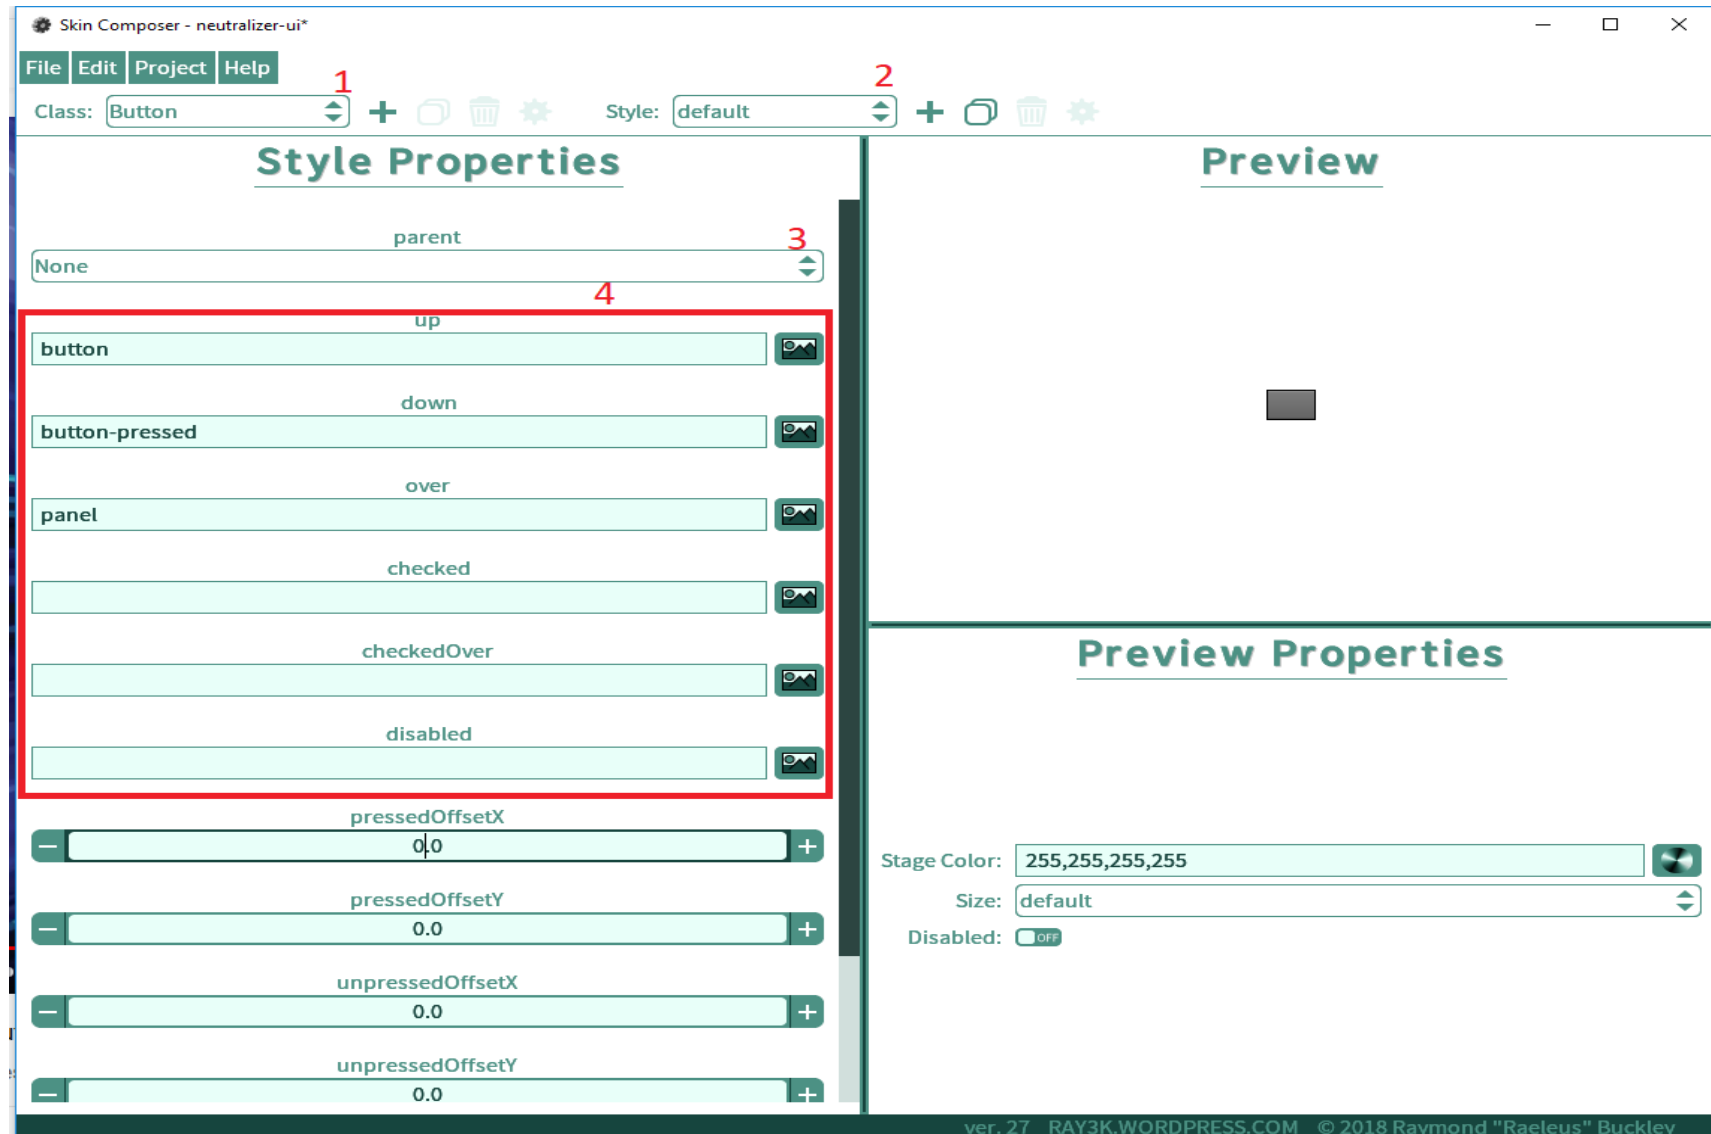 Skin Composer - neutralizer-ui*
File Edit Project Help
1 2
Class: Button Style: default
Style Properties
Preview
parent
3
None
4
up
button
down
button-pressed
over
panel
checked
checkedOver
disabled
pressedOffsetX
0.0
pressedOffsetY
0.0
unpressedOffsetX
0.0
unpressedOffsetY
0.0
Preview Properties
Stage Color: 255,255,255,255
Size: default
Disabled: OFF
ver. 27 RAY3K.WORDPRESS.COM © 2018 Raymond "Raeleus" Buckley